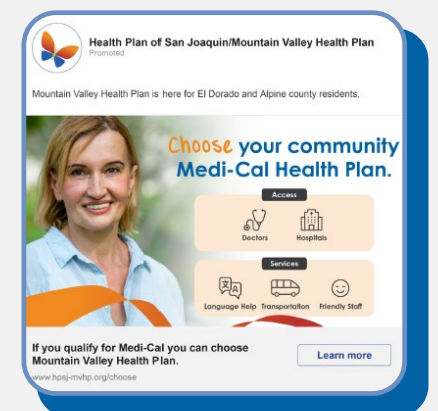 Health Plan of San Joaquin/Mountain Valley Health Plan
Promoted
Mountain Valley Health Plan is here for El Dorado and Alpine county residents.
Choose your community
Medi-Cal Health Plan.
Access
Doctors Hospitals
Services
文 A
Language Help Transportation Friendly Staff
If you qualify for Medi-Cal you can choose
Mountain Valley Health Plan.
Learn more
www.hpsj-mvhp.org/choose